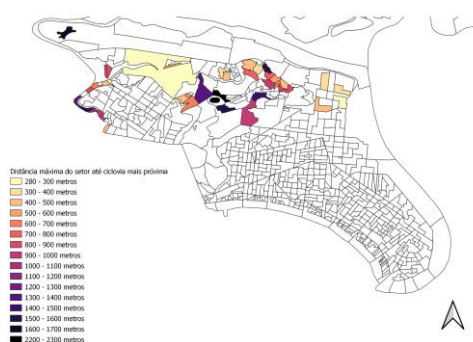 Distância máxima do setor até ciclovia mais próxima
280 - 300 metros
300 - 400 metros
400 - 500 metros
500 - 600 metros
600 - 700 metros
700 - 800 metros
800 - 900 metros
900 - 1000 metros
1000 - 1100 metros
1100 - 1200 metros
1200 - 1300 metros
1300 - 1400 metros
1400 - 1500 metros
1500 - 1600 metros
1600 - 1700 metros
2200 - 2300 metros